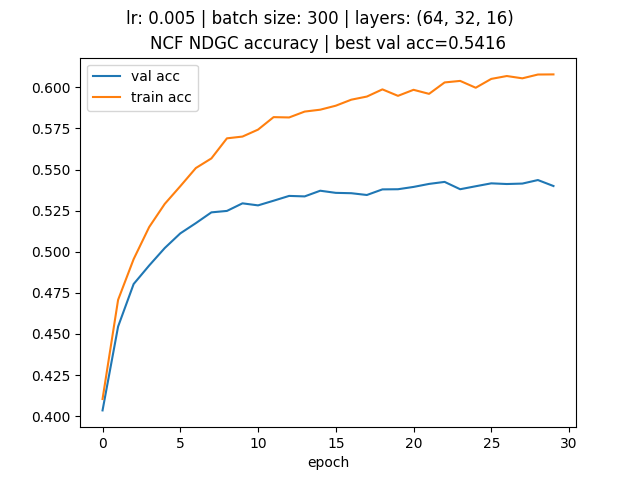 lr: 0.005 | batch size: 300 | layers: (64, 32, 16)
NCF NDGC accuracy | best val acc=0.5416
val acc
train acc
0.600
0.575
0.550
0.525
0.500
0.475
0.450
0.425
0.400
0 5 10 15 20 25 30
epoch